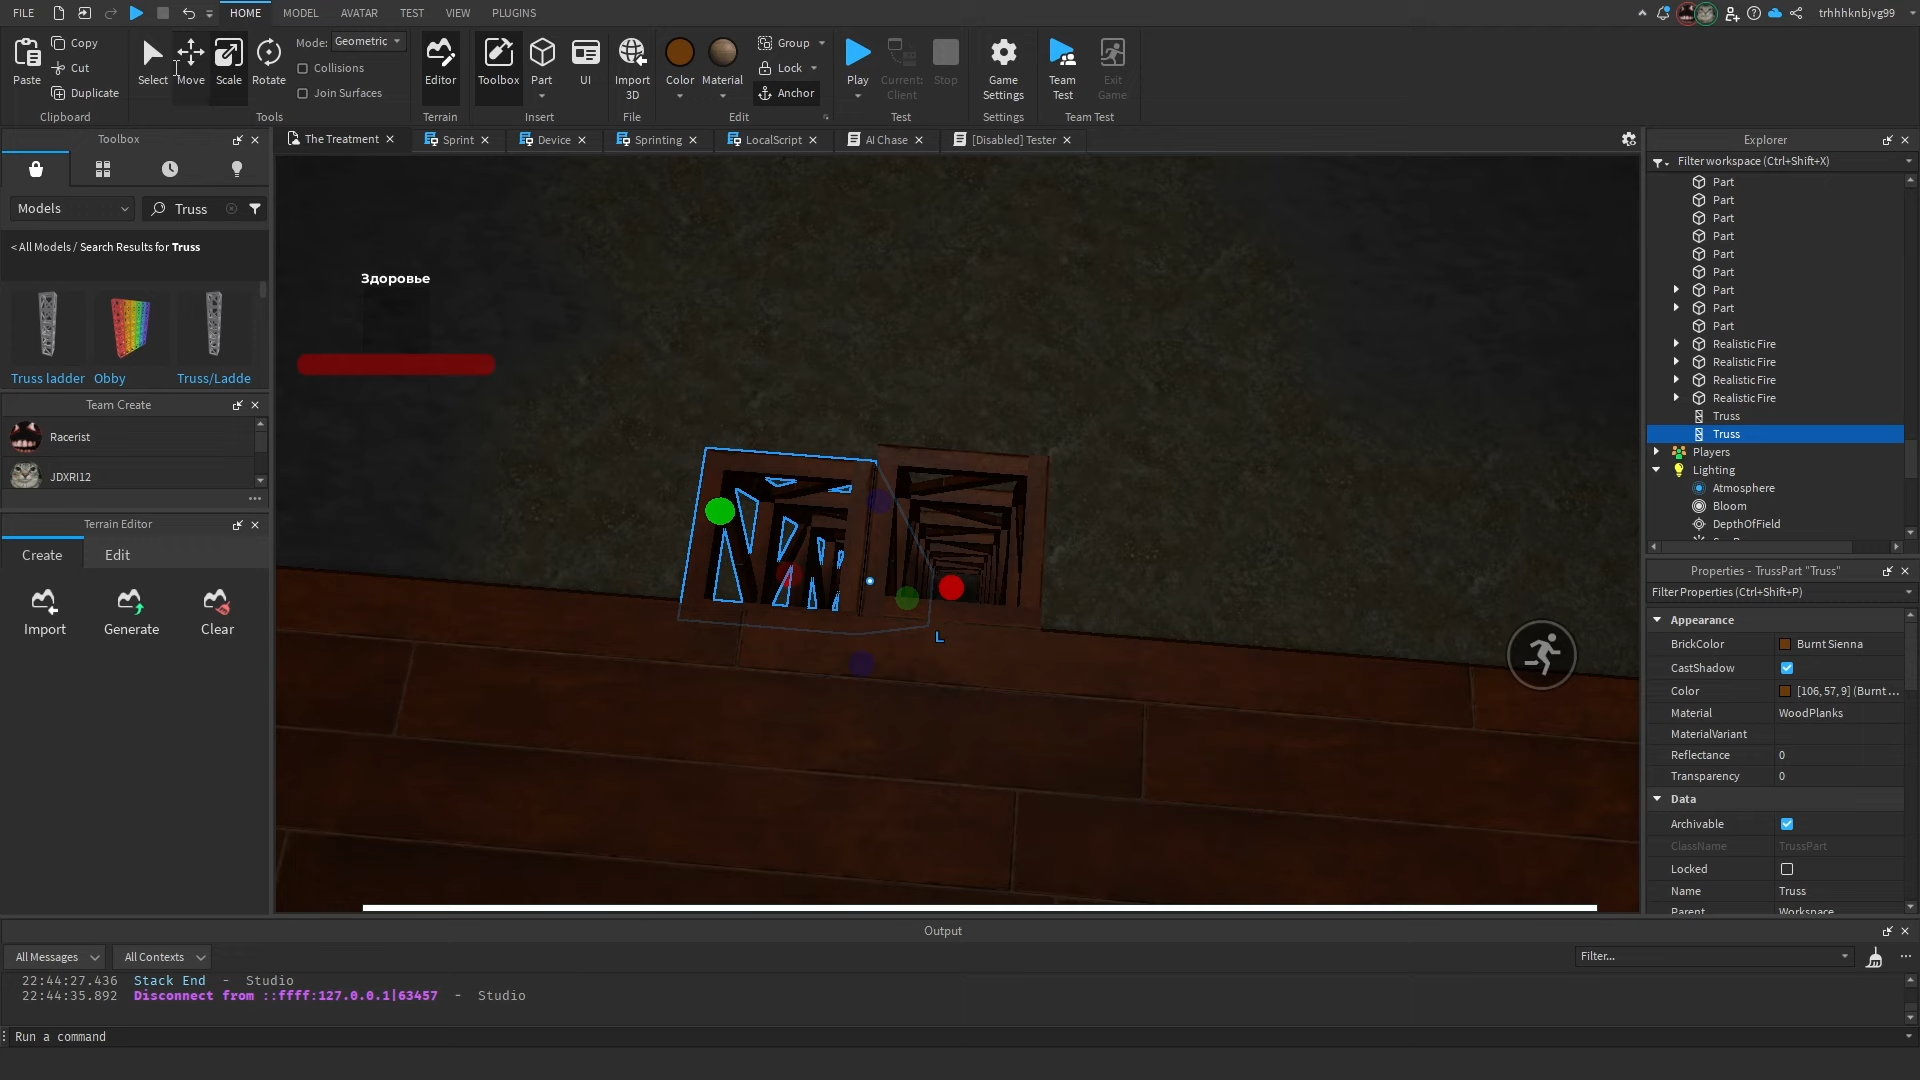 FILE HOME MODEL AVATAR TEST VIEW PLUGINS trhhhknbjvg99
Paste Copy Cut Duplicate Select Move Scale Rotate Mode: Geometric Collisions Join Surfaces Editor Toolbox Part UI Import 3D Color Material Group Lock Anchor Play Current: Client Stop Game Settings Team Test Exit Game
Clipboard Tools Terrain Insert File Edit Test Settings Team Test
Toolbox The Treatment Sprint Device Sprinting LocalScript AI Chase [Disabled] Tester Explorer
Models Truss
< All Models / Search Results for Truss
Truss ladder Obby Truss/Ladde
Team Create
Racerist
JDXRI12
Terrain Editor
Create Edit
Import Generate Clear
Здоровье
L
Filter workspace (Ctrl+Shift+X)
Part
Part
Part
Part
Part
Part
Part
Part
Part
Realistic Fire
Realistic Fire
Realistic Fire
Realistic Fire
Truss
Truss
Players
Lighting
Atmosphere
Bloom
DepthOfField
Properties - TrussPart "Truss"
Filter Properties (Ctrl+Shift+P)
Appearance
BrickColor Burnt Sienna
CastShadow
Color [106, 57, 9] (Burnt ...
Material WoodPlanks
MaterialVariant
Reflectance 0
Transparency 0
Data
Archivable
ClassName TrussPart
Locked
Name Truss
Parent Workspace
Output
All Messages All Contexts Filter...
22:44:27.436 Stack End - Studio
22:44:35.892 Disconnect from ::ffff:127.0.0.1|63457 - Studio
Run a command